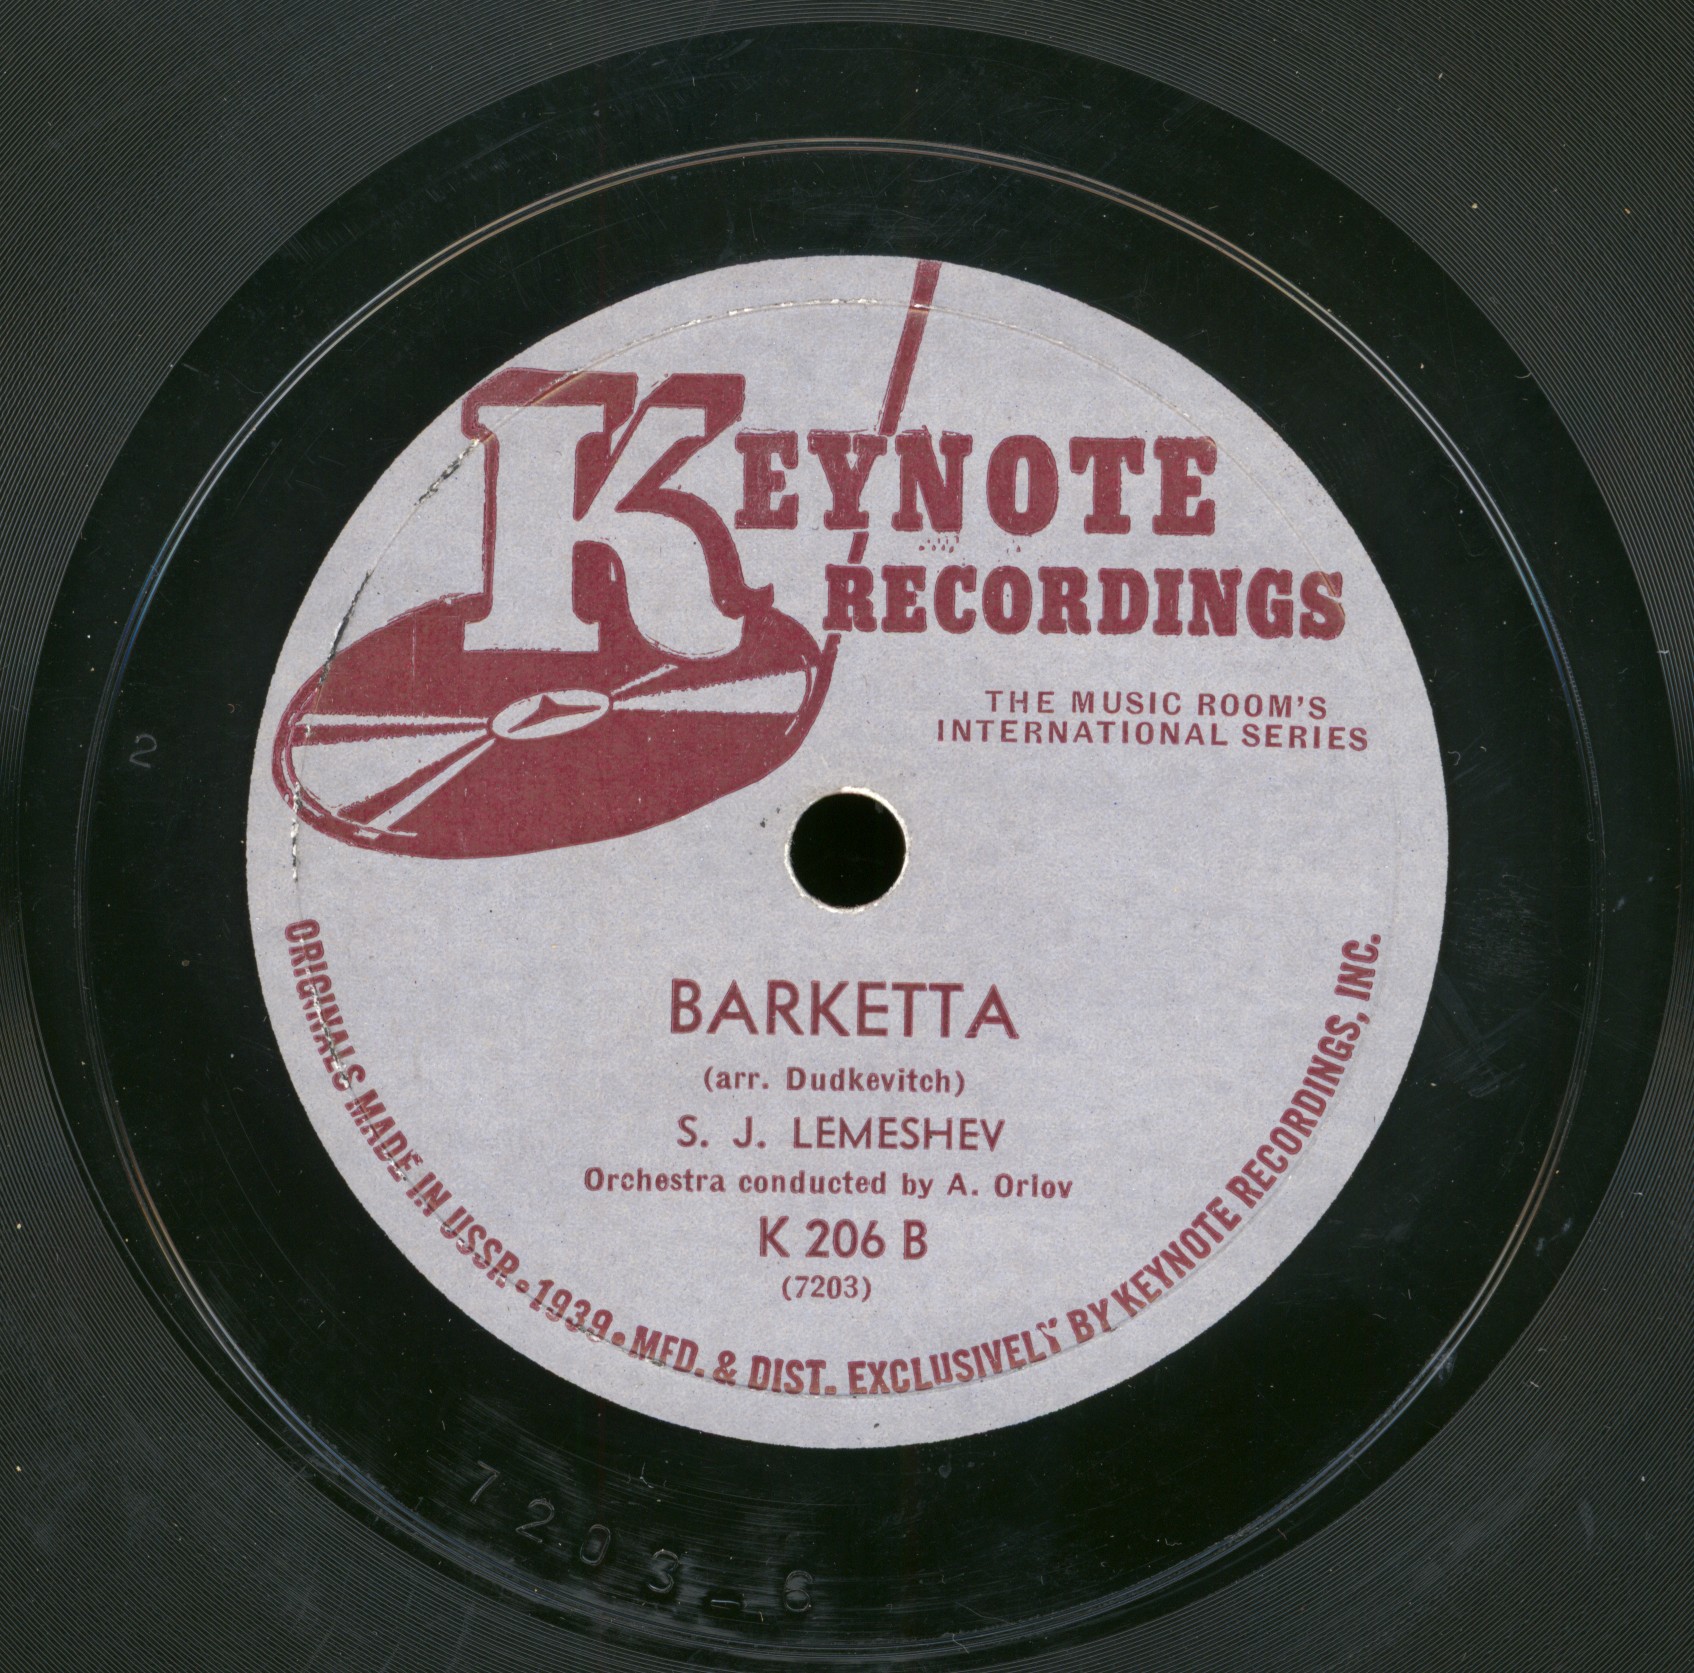 KEYNOTE
RECORDINGS
THE MUSIC ROOM'S
INTERNATIONAL SERIES
2
BARKETTA
(arr. Dudkevitch)
S. J. LEMESHEV
Orchestra conducted by A. Orlov
K 206 B
(7203)
ORIGINALS MADE IN USSR • 1939 • MFD. & DIST. EXCLUSIVELY BY KEYNOTE RECORDINGS, INC.
7203-6